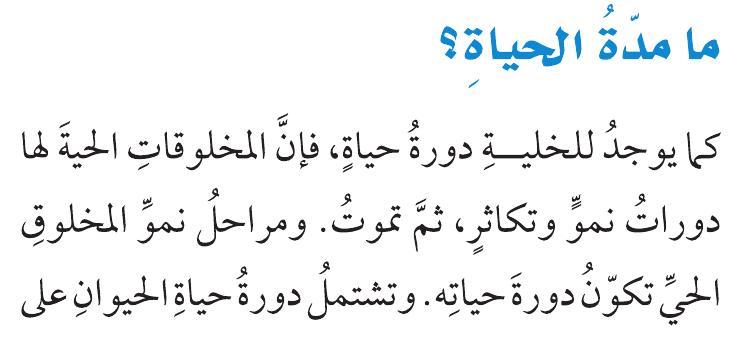 ما مدّةُ الحياةِ؟
كما يوجدُ للخليـــةِ دورةُ حياةٍ، فإنَّ المخلوقاتِ الحيةَ لها
دوراتُ نموٍّ وتكاثرٍ، ثمَّ تموتُ. ومراحلُ نموِّ المخلوقِ
الحيِّ تكوّنُ دورةَ حياتِه. وتشتملُ دورةُ حياةِ الحيوانِ على